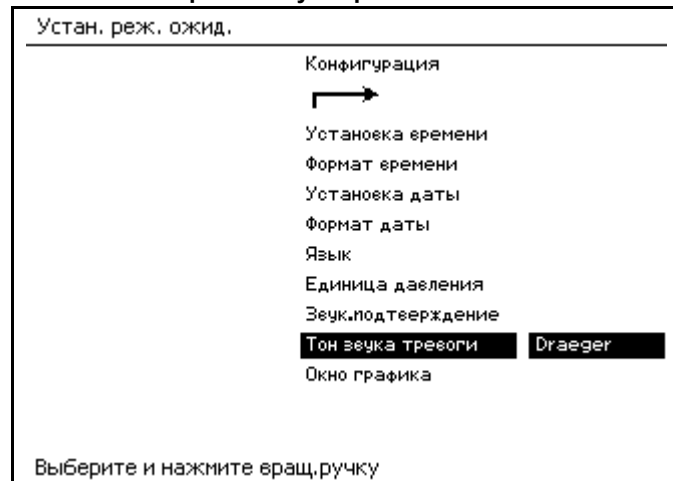 Устан. реж. ожид.
Конфигурация
Установка времени
Формат времени
Установка даты
Формат даты
Язык
Единица давления
Звук.подтверждение
Тон звука тревоги Draeger
Окно графика
Выберите и нажмите вращ.ручку